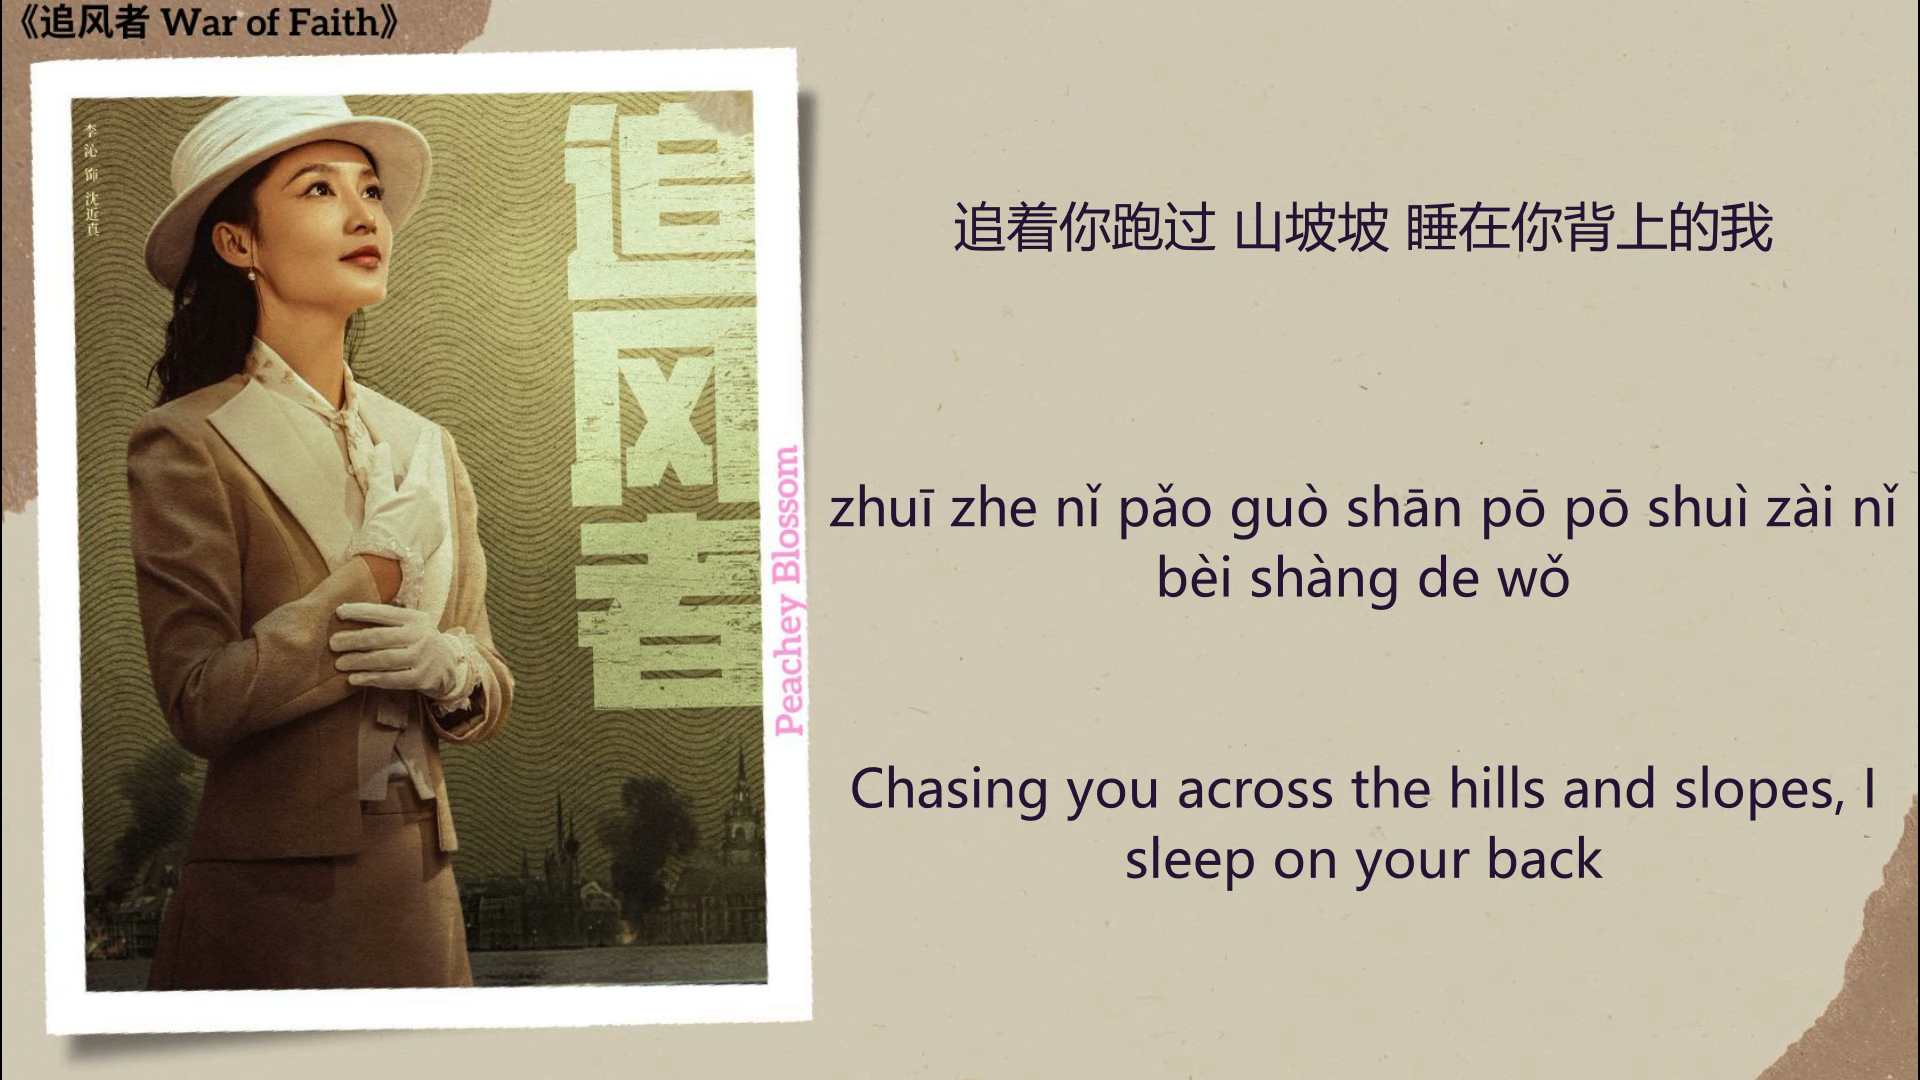 《追风者 War of Faith》
李沁 饰 沈近真
追风者
Peachey Blossom
追着你跑过 山坡坡 睡在你背上的我
zhuī zhe nǐ pǎo guò shān pō pō shuì zài nǐ
bèi shàng de wǒ
Chasing you across the hills and slopes, I
sleep on your back